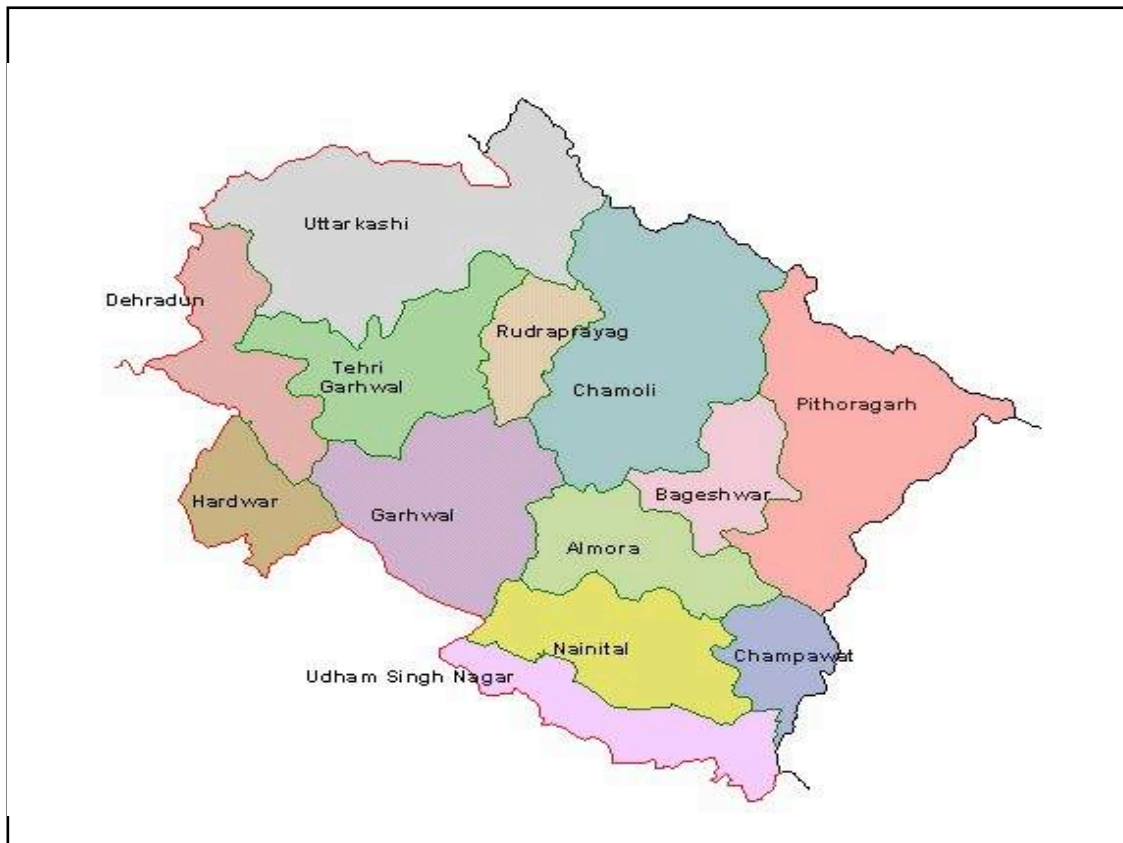 Uttarkashi
Dehradun
Rudraprayag
Tehri
Garhwal
Chamoli
Pithoragarh
Hardwar
Bageshwar
Garhwal
Almora
Nainital
Champawat
Udham Singh Nagar